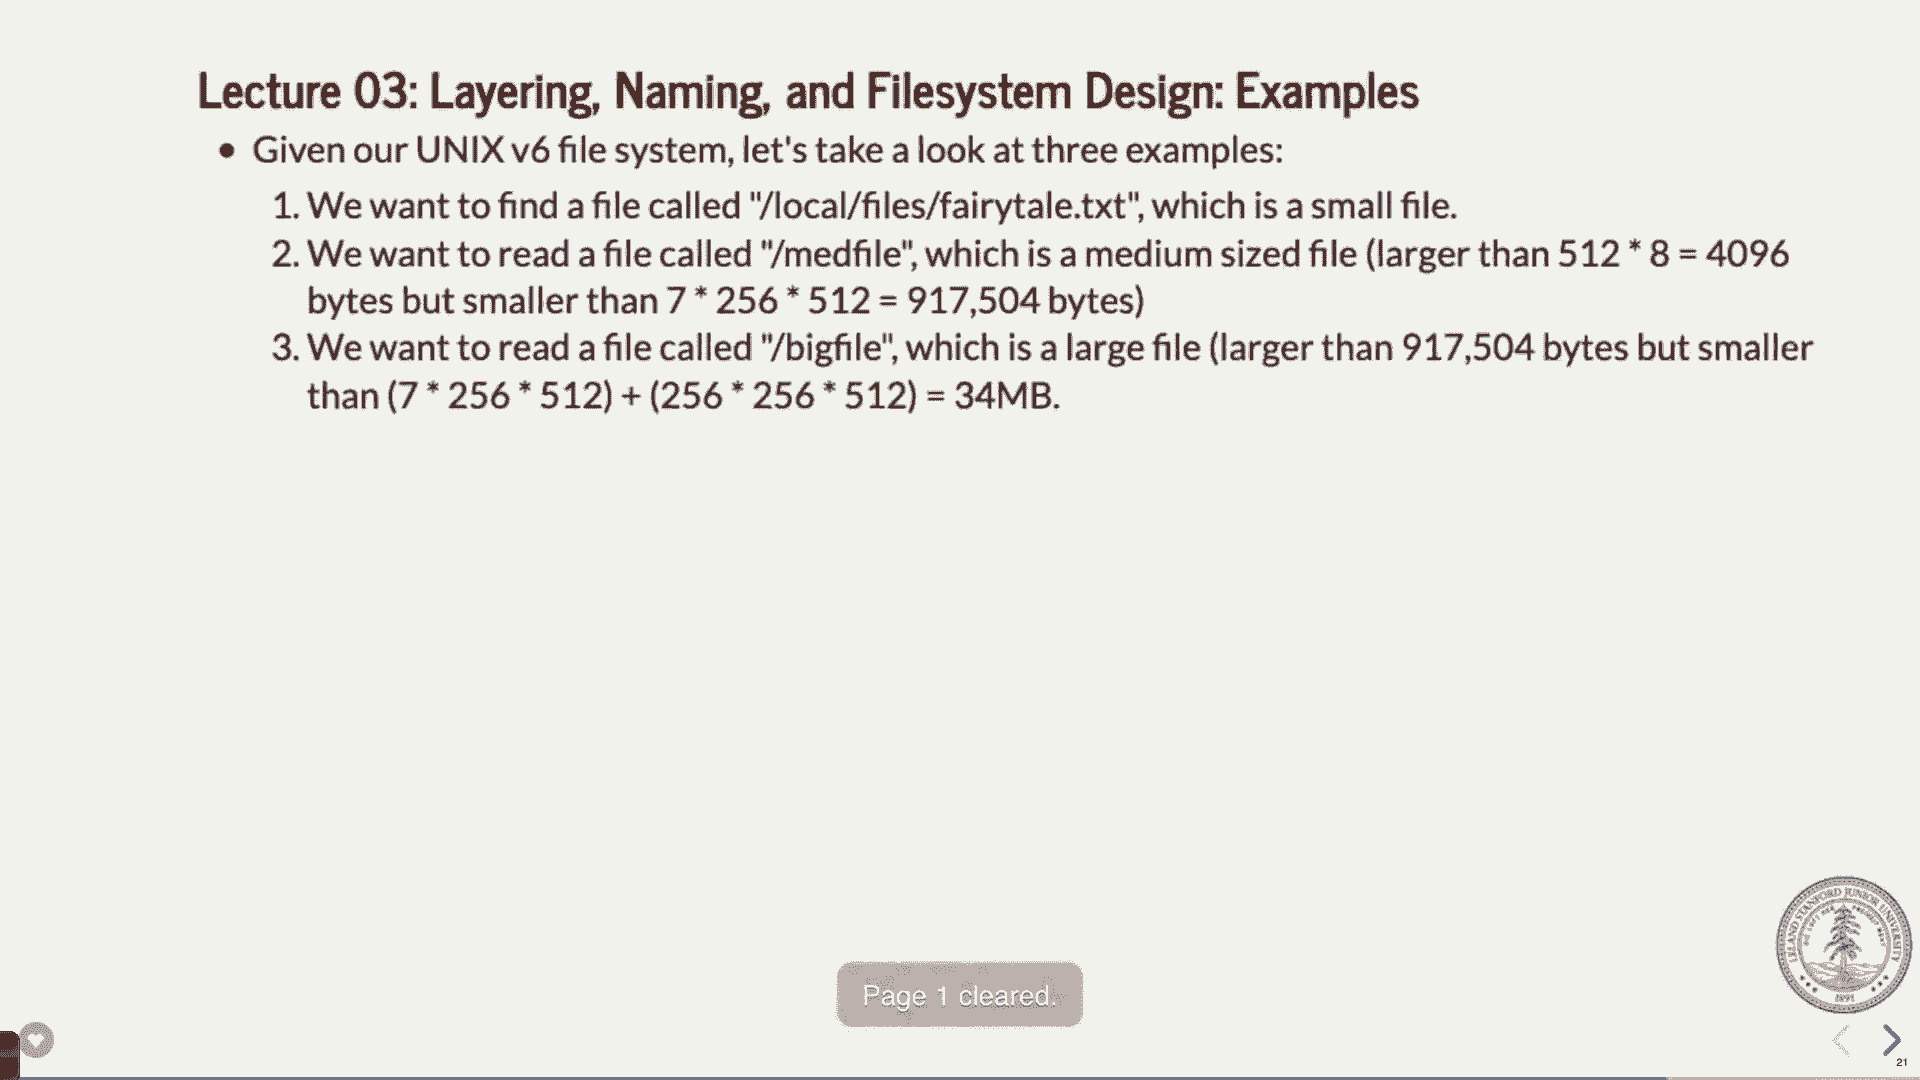 Lecture 03: Layering, Naming, and Filesystem Design: Examples
• Given our UNIX v6 file system, let's take a look at three examples:
1. We want to find a file called "/local/files/fairytale.txt", which is a small file.
2. We want to read a file called "/medfile", which is a medium sized file (larger than 512 * 8 = 4096
bytes but smaller than 7 * 256 * 512 = 917,504 bytes)
3. We want to read a file called "/bigfile", which is a large file (larger than 917,504 bytes but smaller
than (7 * 256 * 512) + (256 * 256 * 512) = 34MB.
LELAND STANFORD JUNIOR UNIVERSITY
1891
Page 1 cleared.
21